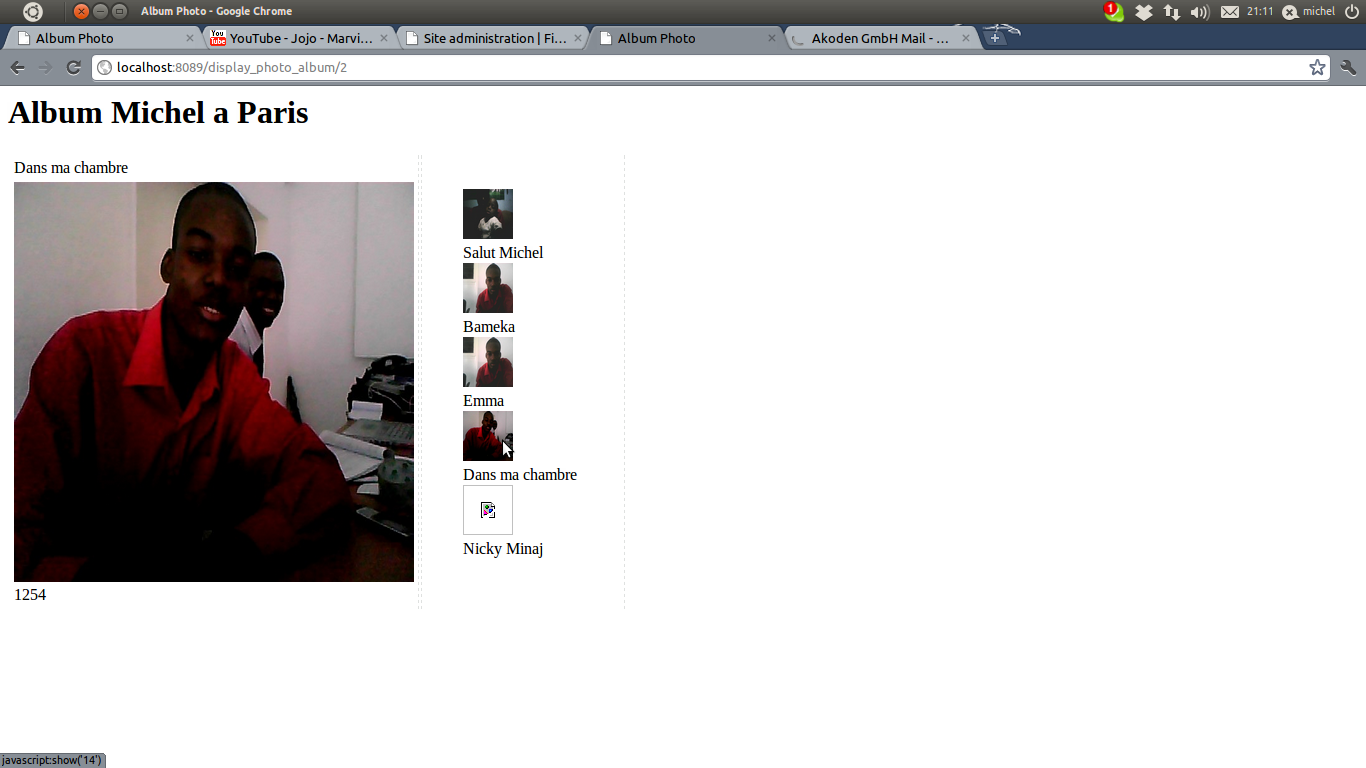 Album Photo - Google Chrome
1
21:11
michel
Album Photo
You Tube
YouTube - Jojo - Marvi...
Site administration | Fi...
Album Photo
Akoden GmbH Mail - ...
localhost:8089/display_photo_album/2
Album Michel a Paris
Dans ma chambre
Salut Michel
Bameka
Emma
Dans ma chambre
Nicky Minaj
1254
javascript:show('14')